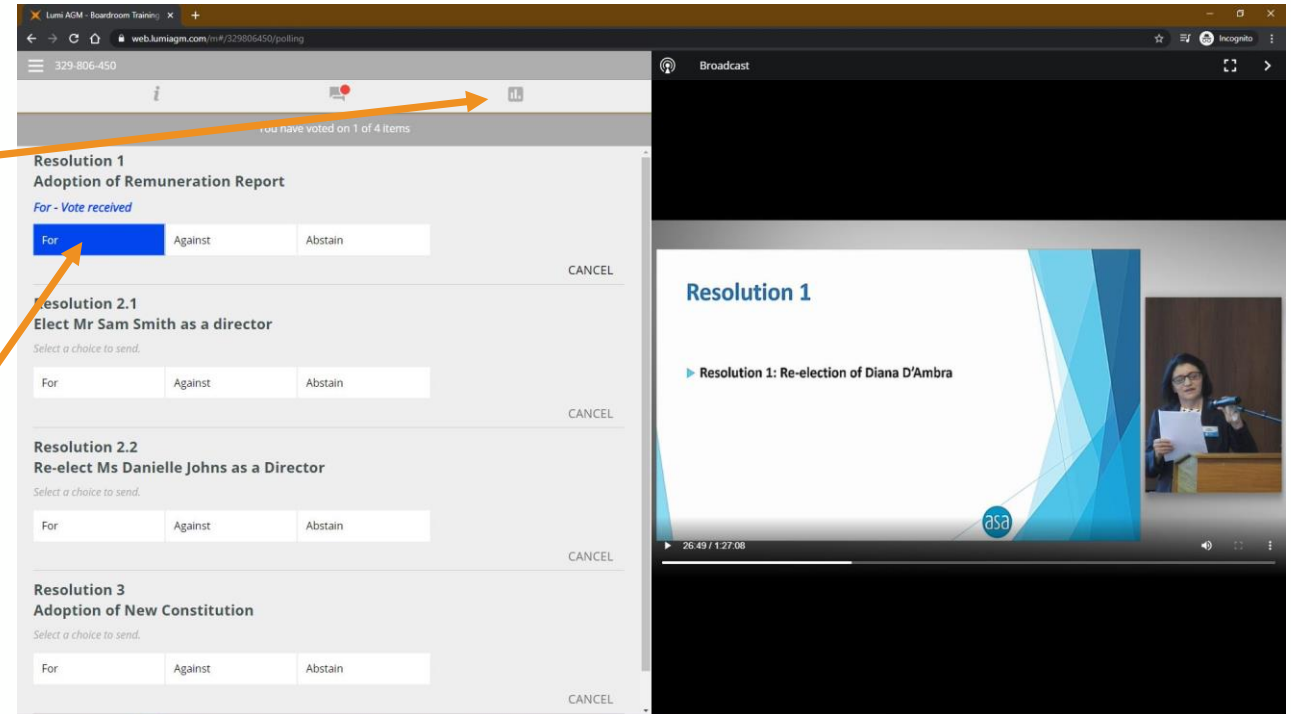 Lumi AGM - Boardroom Training
web.lumiagm.com/m#/329806450/polling
Incognito
329-806-450
i
You have voted on 1 of 4 items
Resolution 1
Adoption of Remuneration Report
For - Vote received
For Against Abstain
CANCEL
Resolution 2.1
Elect Mr Sam Smith as a director
Select a choice to send.
For Against Abstain
CANCEL
Resolution 2.2
Re-elect Ms Danielle Johns as a Director
Select a choice to send.
For Against Abstain
CANCEL
Resolution 3
Adoption of New Constitution
Select a choice to send.
For Against Abstain
CANCEL
Broadcast
Resolution 1
Resolution 1: Re-election of Diana D'Ambra
asa
26:49 / 1:27:08